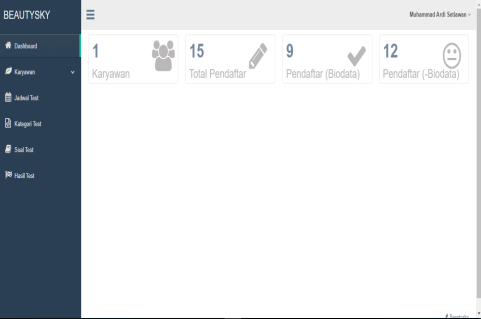 BEAUTYSKY
Muhammad Ardi Setiawan
Dashboard
Karyawan
Jadwal Test
Kategori Test
Soal Test
Hasil Test
1
Karyawan
15
Total Pendaftar
9
Pendaftar (Biodata)
12
Pendaftar (-Biodata)